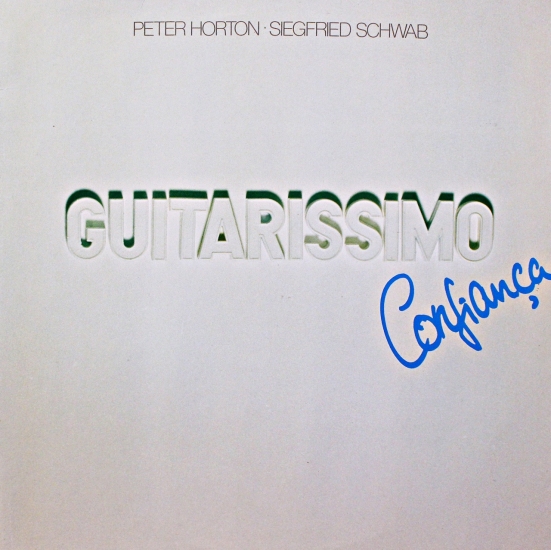 PETER HORTON · SIEGFRIED SCHWAB
GUITARISSIMO
Confiança